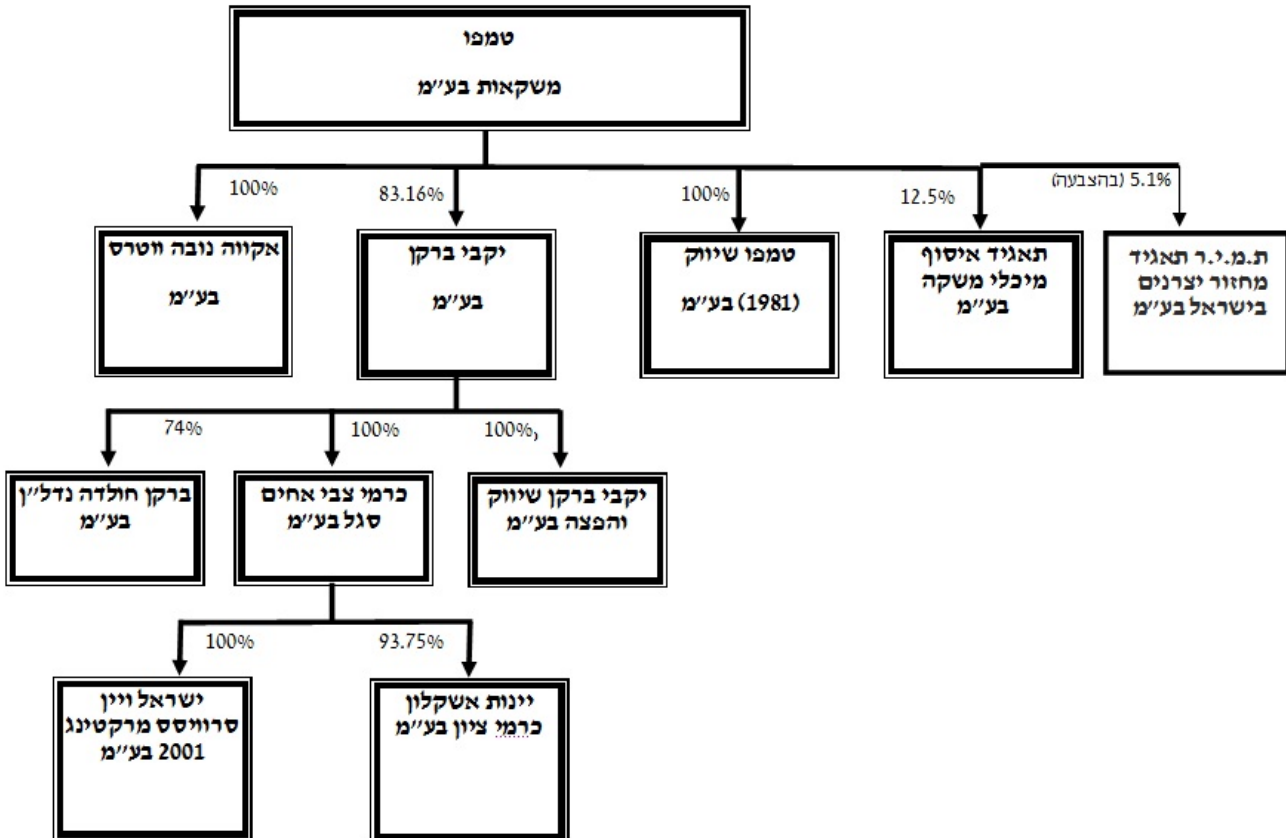 טמפו
משקאות בע״מ
5.1% (בהצבעה)
12.5%
100%
83.16%
100%
ת.מ.י.ר תאגיד
מחזור יצרנים
בישראל בע״מ
תאגיד איסוף
מיכלי משקה
בע״מ
טמפו שיווק
(1981) בע״מ
יקבי ברקן
בע״מ
אקווה נובה ווטרס
בע״מ
100%,
100%
74%
יקבי ברקן שיווק
והפצה בע״מ
כרמי צבי אחים
סגל בע״מ
ברקן חולדה נדל״ן
בע״מ
93.75%
100%
יינות אשקלון
כרמי ציון בע״מ
ישראל ויין
סרוויסס מרקטינג
2001 בע״מ